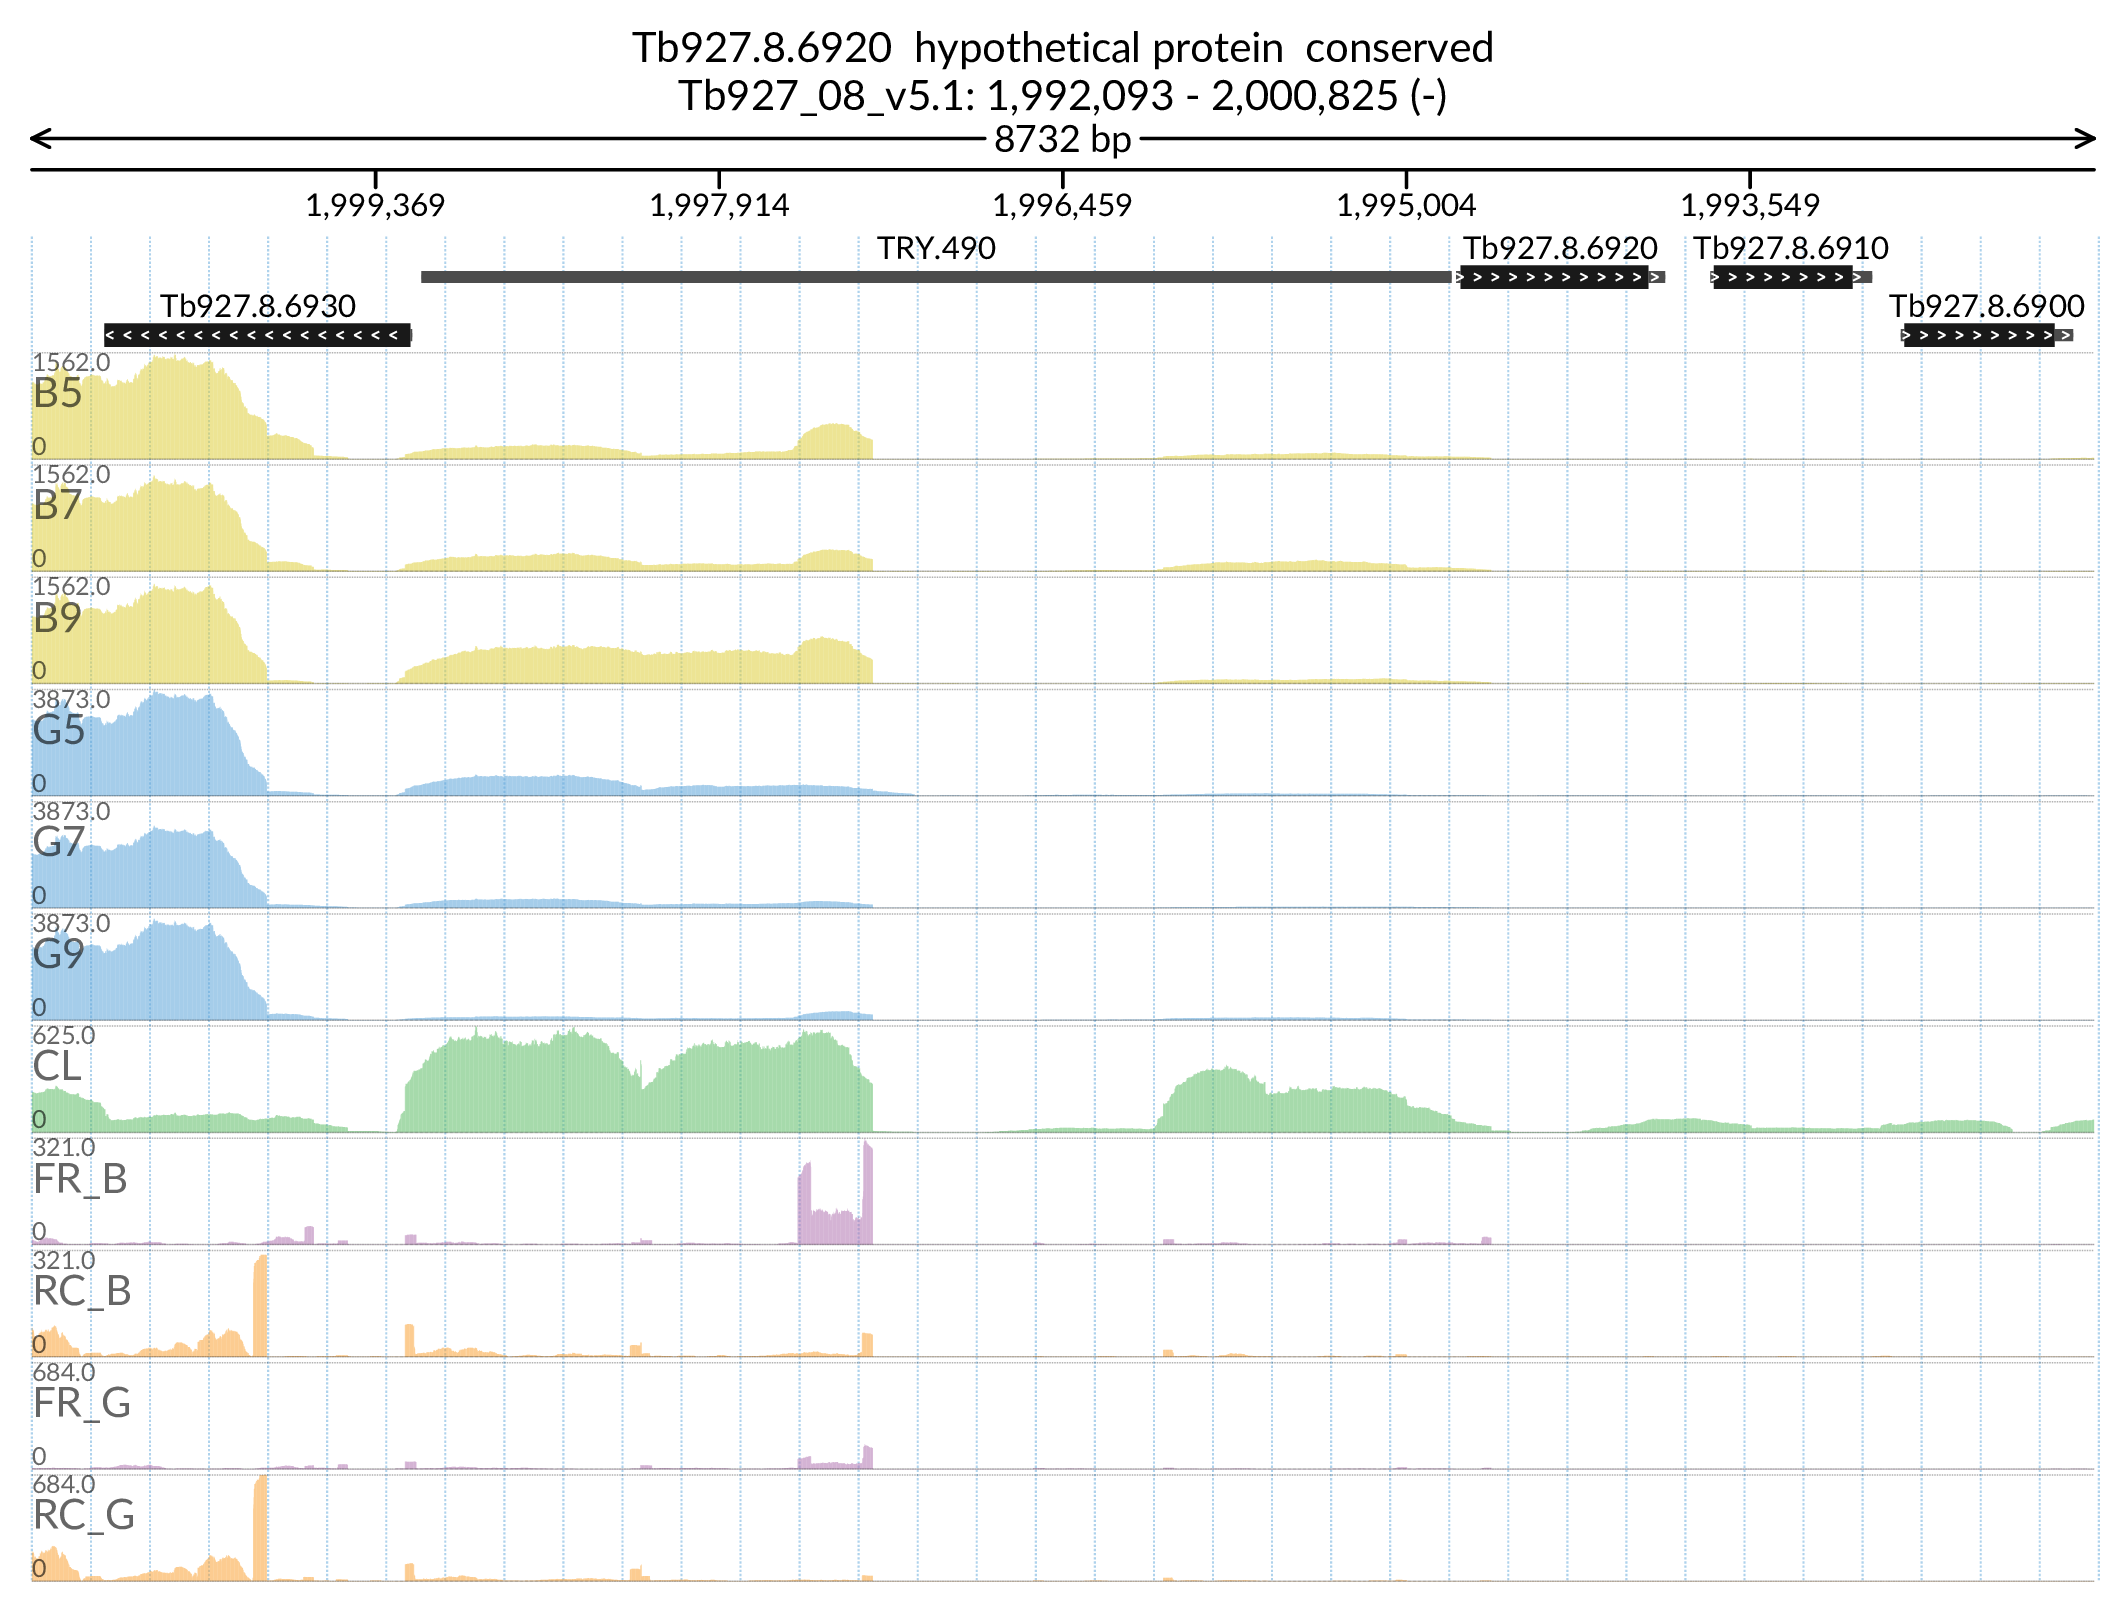 Tb927.8.6920  hypothetical protein  conserved
Tb927_08_v5.1: 1,992,093 - 2,000,825 (-)
8732 bp
1,999,369 1,997,914 1,996,459 1,995,004 1,993,549
TRY.490 Tb927.8.6920 Tb927.8.6910
Tb927.8.6930 Tb927.8.6900
1562.0
B5
0
1562.0
B7
0
1562.0
B9
0
3873.0
G5
0
3873.0
G7
0
3873.0
G9
0
625.0
CL
0
321.0
FR_B
0
321.0
RC_B
0
684.0
FR_G
0
684.0
RC_G
0